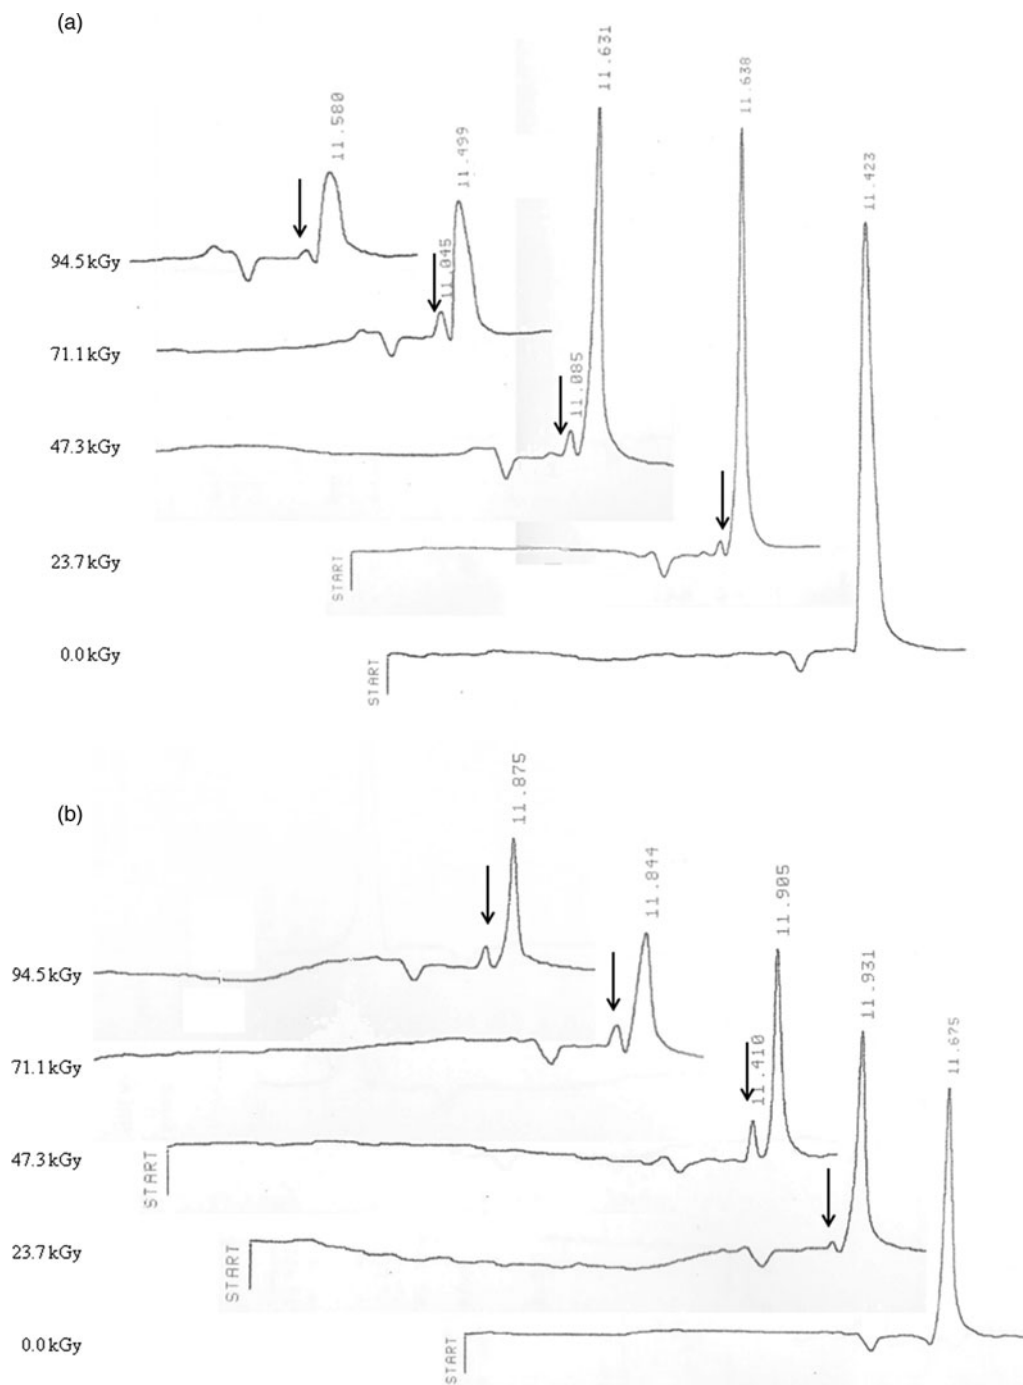 (a)
11.580
11.499
11.631
11.638
11.423
94.5 kGy
11.045
71.1 kGy
11.085
47.3 kGy
23.7 kGy
START
0.0 kGy
START
(b)
11.875
11.844
11.905
11.931
11.675
94.5 kGy
71.1 kGy
11.410
47.3 kGy
START
23.7 kGy
START
0.0 kGy
START